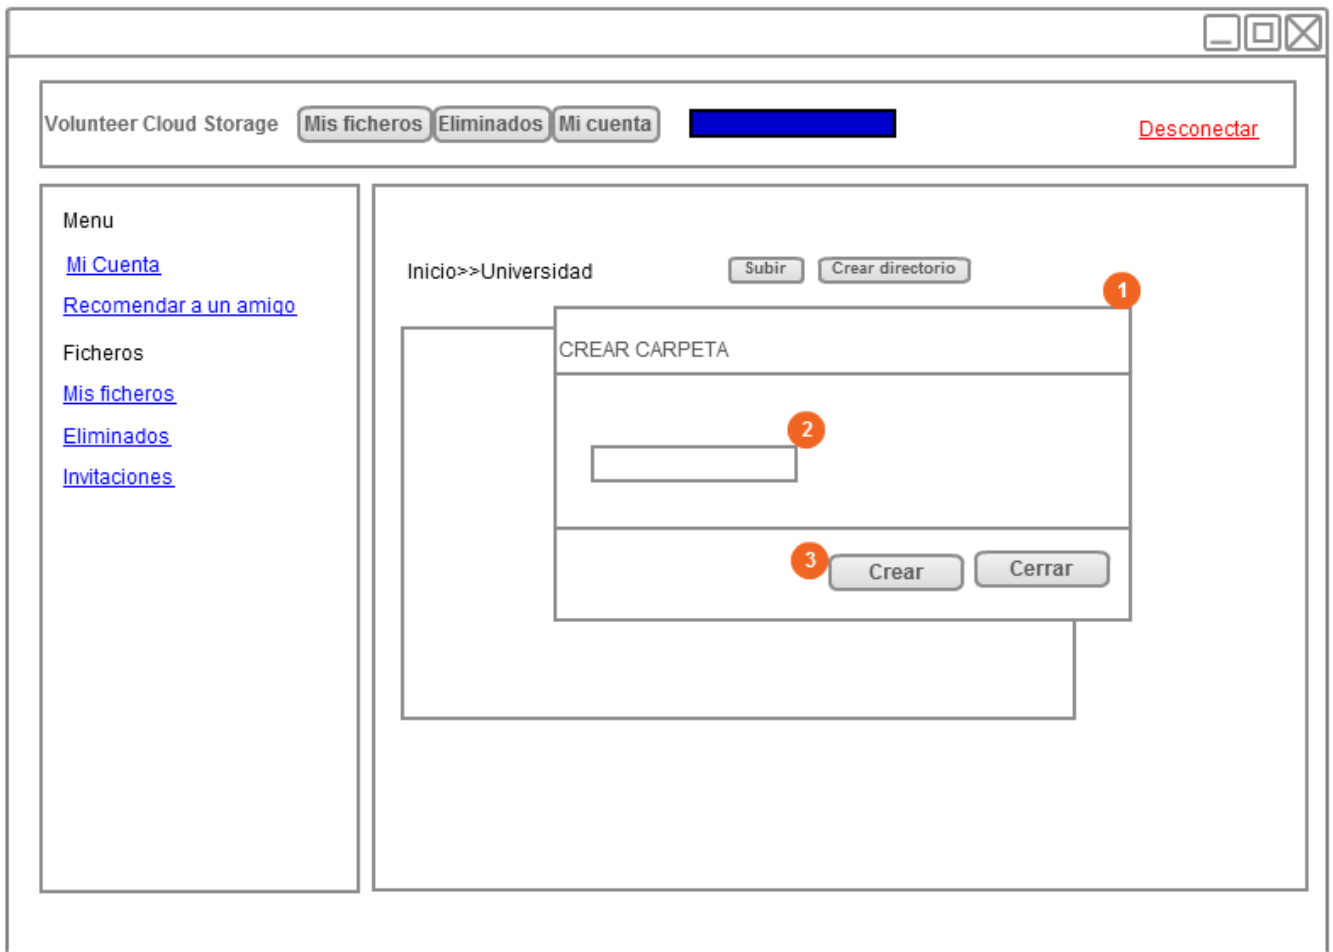 Volunteer Cloud Storage Mis ficheros Eliminados Mi cuenta Desconectar
Menu
Mi Cuenta
Recomendar a un amigo
Ficheros
Mis ficheros
Eliminados
Invitaciones
Inicio>>Universidad Subir Crear directorio
1
CREAR CARPETA
2
3 Crear Cerrar